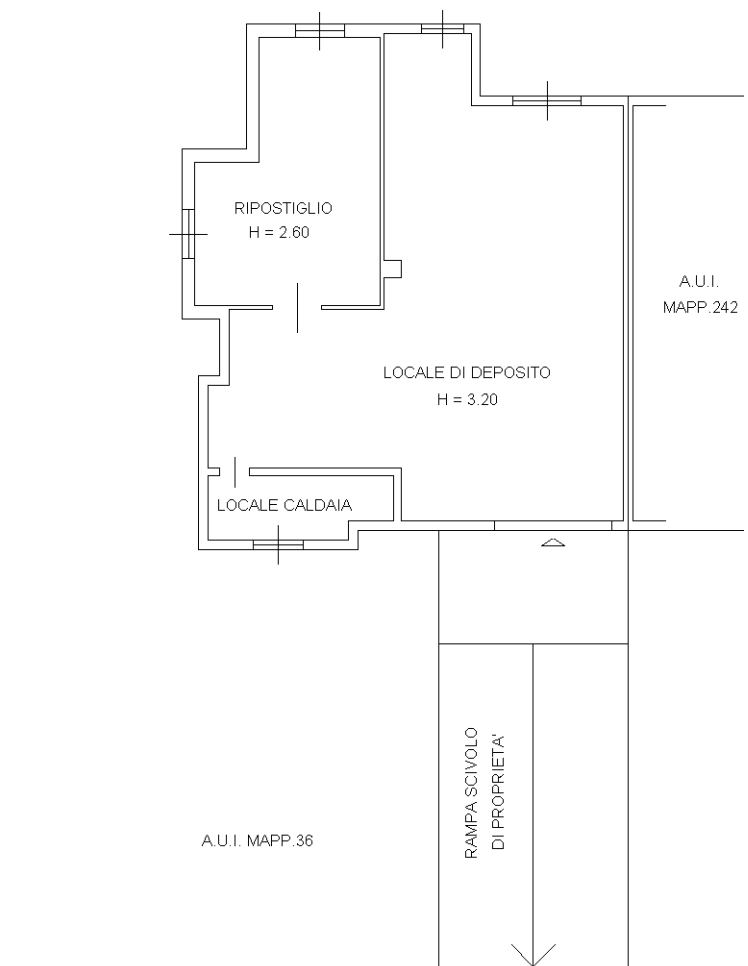 RIPOSTIGLIO
H = 2.60
A.U.I.
MAPP.242
LOCALE DI DEPOSITO
H = 3.20
LOCALE CALDAIA
RAMPA SCIVOLO
DI PROPRIETA'
A.U.I. MAPP.36